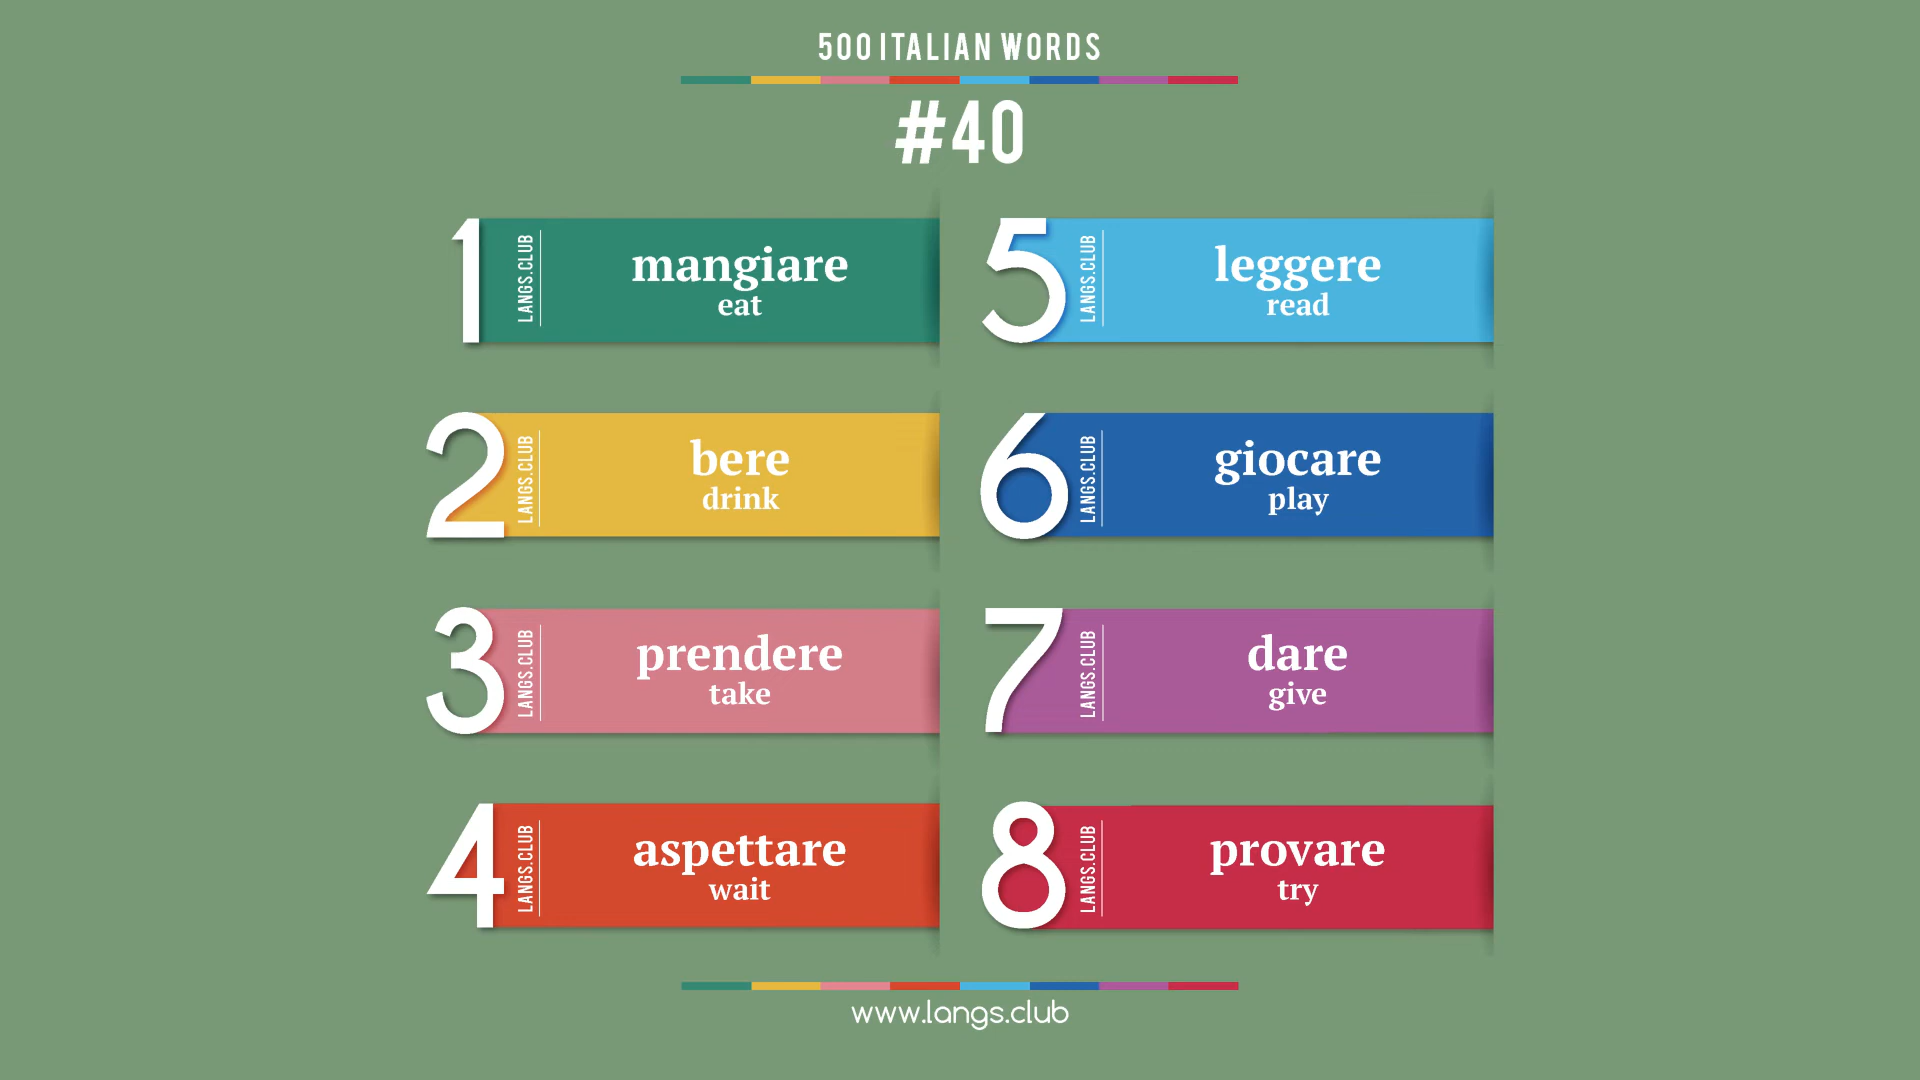 500 ITALIAN WORDS
#40
1
LANGS.CLUB
mangiare
eat
2
LANGS.CLUB
bere
drink
3
LANGS.CLUB
prendere
take
4
LANGS.CLUB
aspettare
wait
5
LANGS.CLUB
leggere
read
6
LANGS.CLUB
giocare
play
7
LANGS.CLUB
dare
give
8
LANGS.CLUB
provare
try
www.langs.club